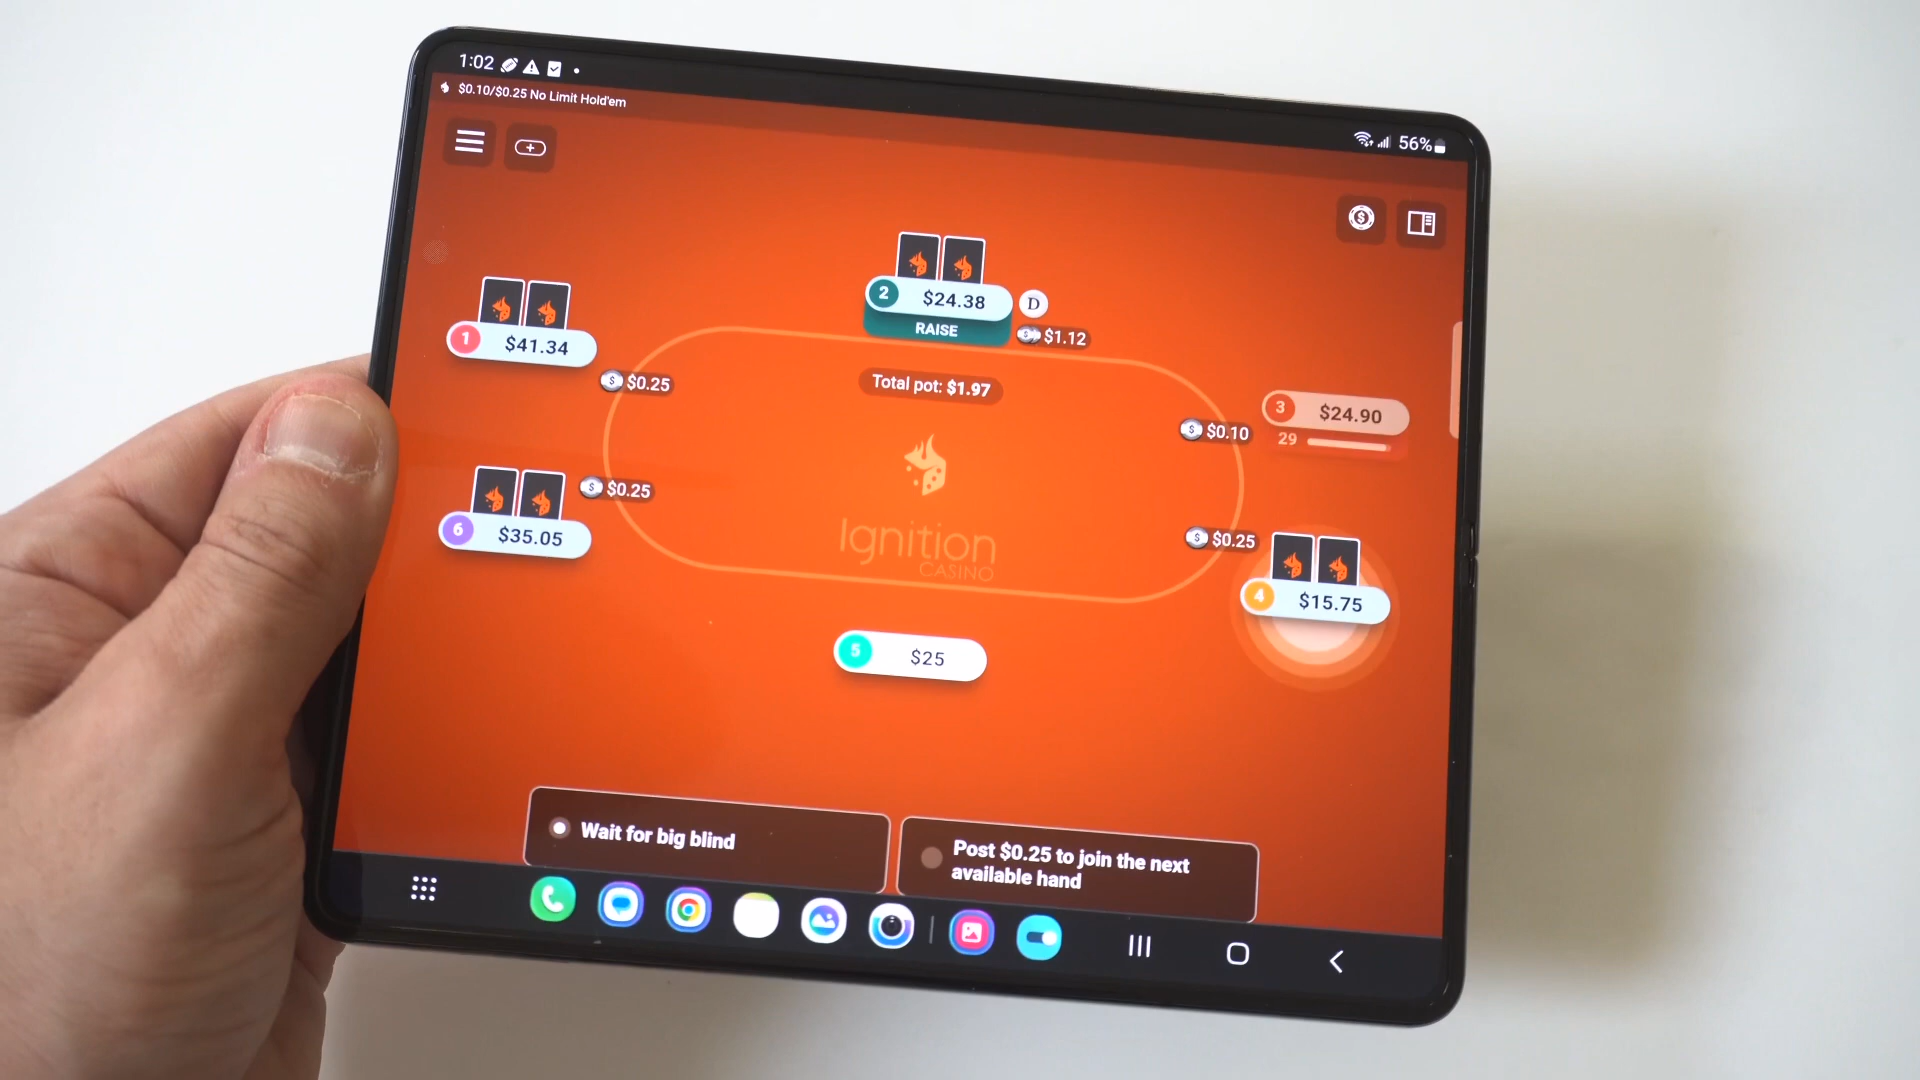 1:02
56%
$0.10/$0.25 No Limit Hold'em
2 $24.38
D
RAISE
$1.12
1 $41.34
$0.25
Total pot: $1.97
3 $24.90
29
$0.10
6 $35.05
$0.25
Ignition
CASINO
$0.25
4 $15.75
5 $25
Wait for big blind
Post $0.25 to join the next
available hand